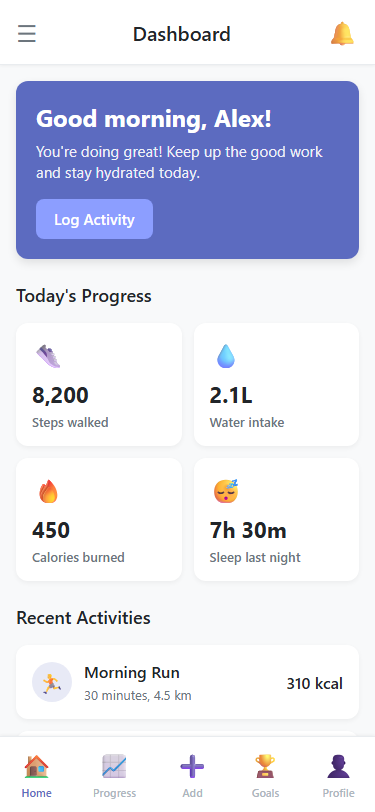 Dashboard
Good morning, Alex!
You're doing great! Keep up the good work
and stay hydrated today.
Log Activity
Today's Progress
8,200
Steps walked
2.1L
Water intake
450
Calories burned
7h 30m
Sleep last night
Recent Activities
Morning Run
30 minutes, 4.5 km
310 kcal
Home
Progress
Add
Goals
Profile